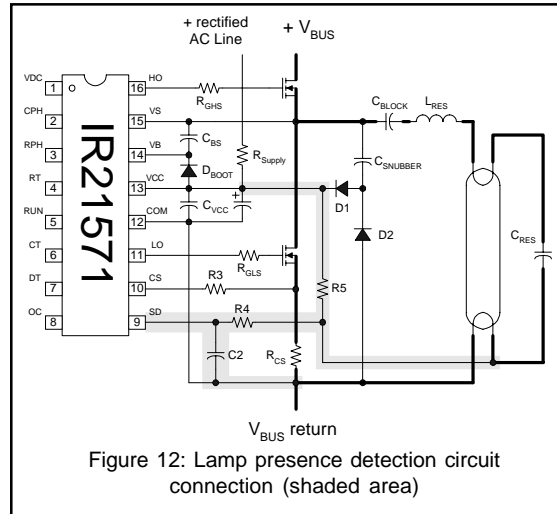 + rectified
AC Line
+ VBUS
VDC
1
16
HO
RGHS
CPH
2
15
VS
CBLOCK
LRES
RPH
3
14
VB
CBS
RSupply
CSNUBBER
DBOOT
RT
4
13
VCC
D1
RUN
5
12
COM
CVCC
+
D2
CRES
CT
6
11
LO
RGLS
DT
7
10
CS
R3
R5
OC
8
9
SD
R4
C2
RCS
IR21571
VBUS return
Figure 12: Lamp presence detection circuit
connection (shaded area)